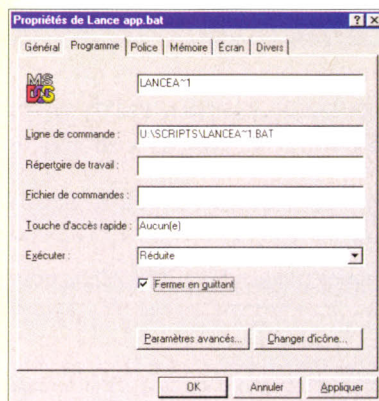 Propriétés de Lance app.bat
Général Programme Police Mémoire Écran Divers
MS DOS
LANCEA~1
Ligne de commande : U:\SCRIPTS\LANCEA~1.BAT
Répertoire de travail :
Fichier de commandes :
Touche d'accès rapide : Aucun(e)
Exécuter : Réduite
Fermer en quittant
Paramètres avancés... Changer d'icône...
OK Annuler Appliquer